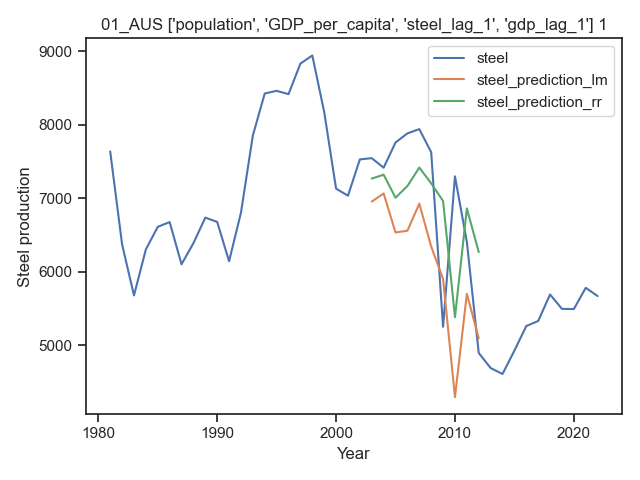 01_AUS ['population', 'GDP_per_capita', 'steel_lag_1', 'gdp_lag_1'] 1
steel
steel_prediction_lm
steel_prediction_rr
9000
8000
7000
6000
5000
Steel production
1980
1990
2000
2010
2020
Year